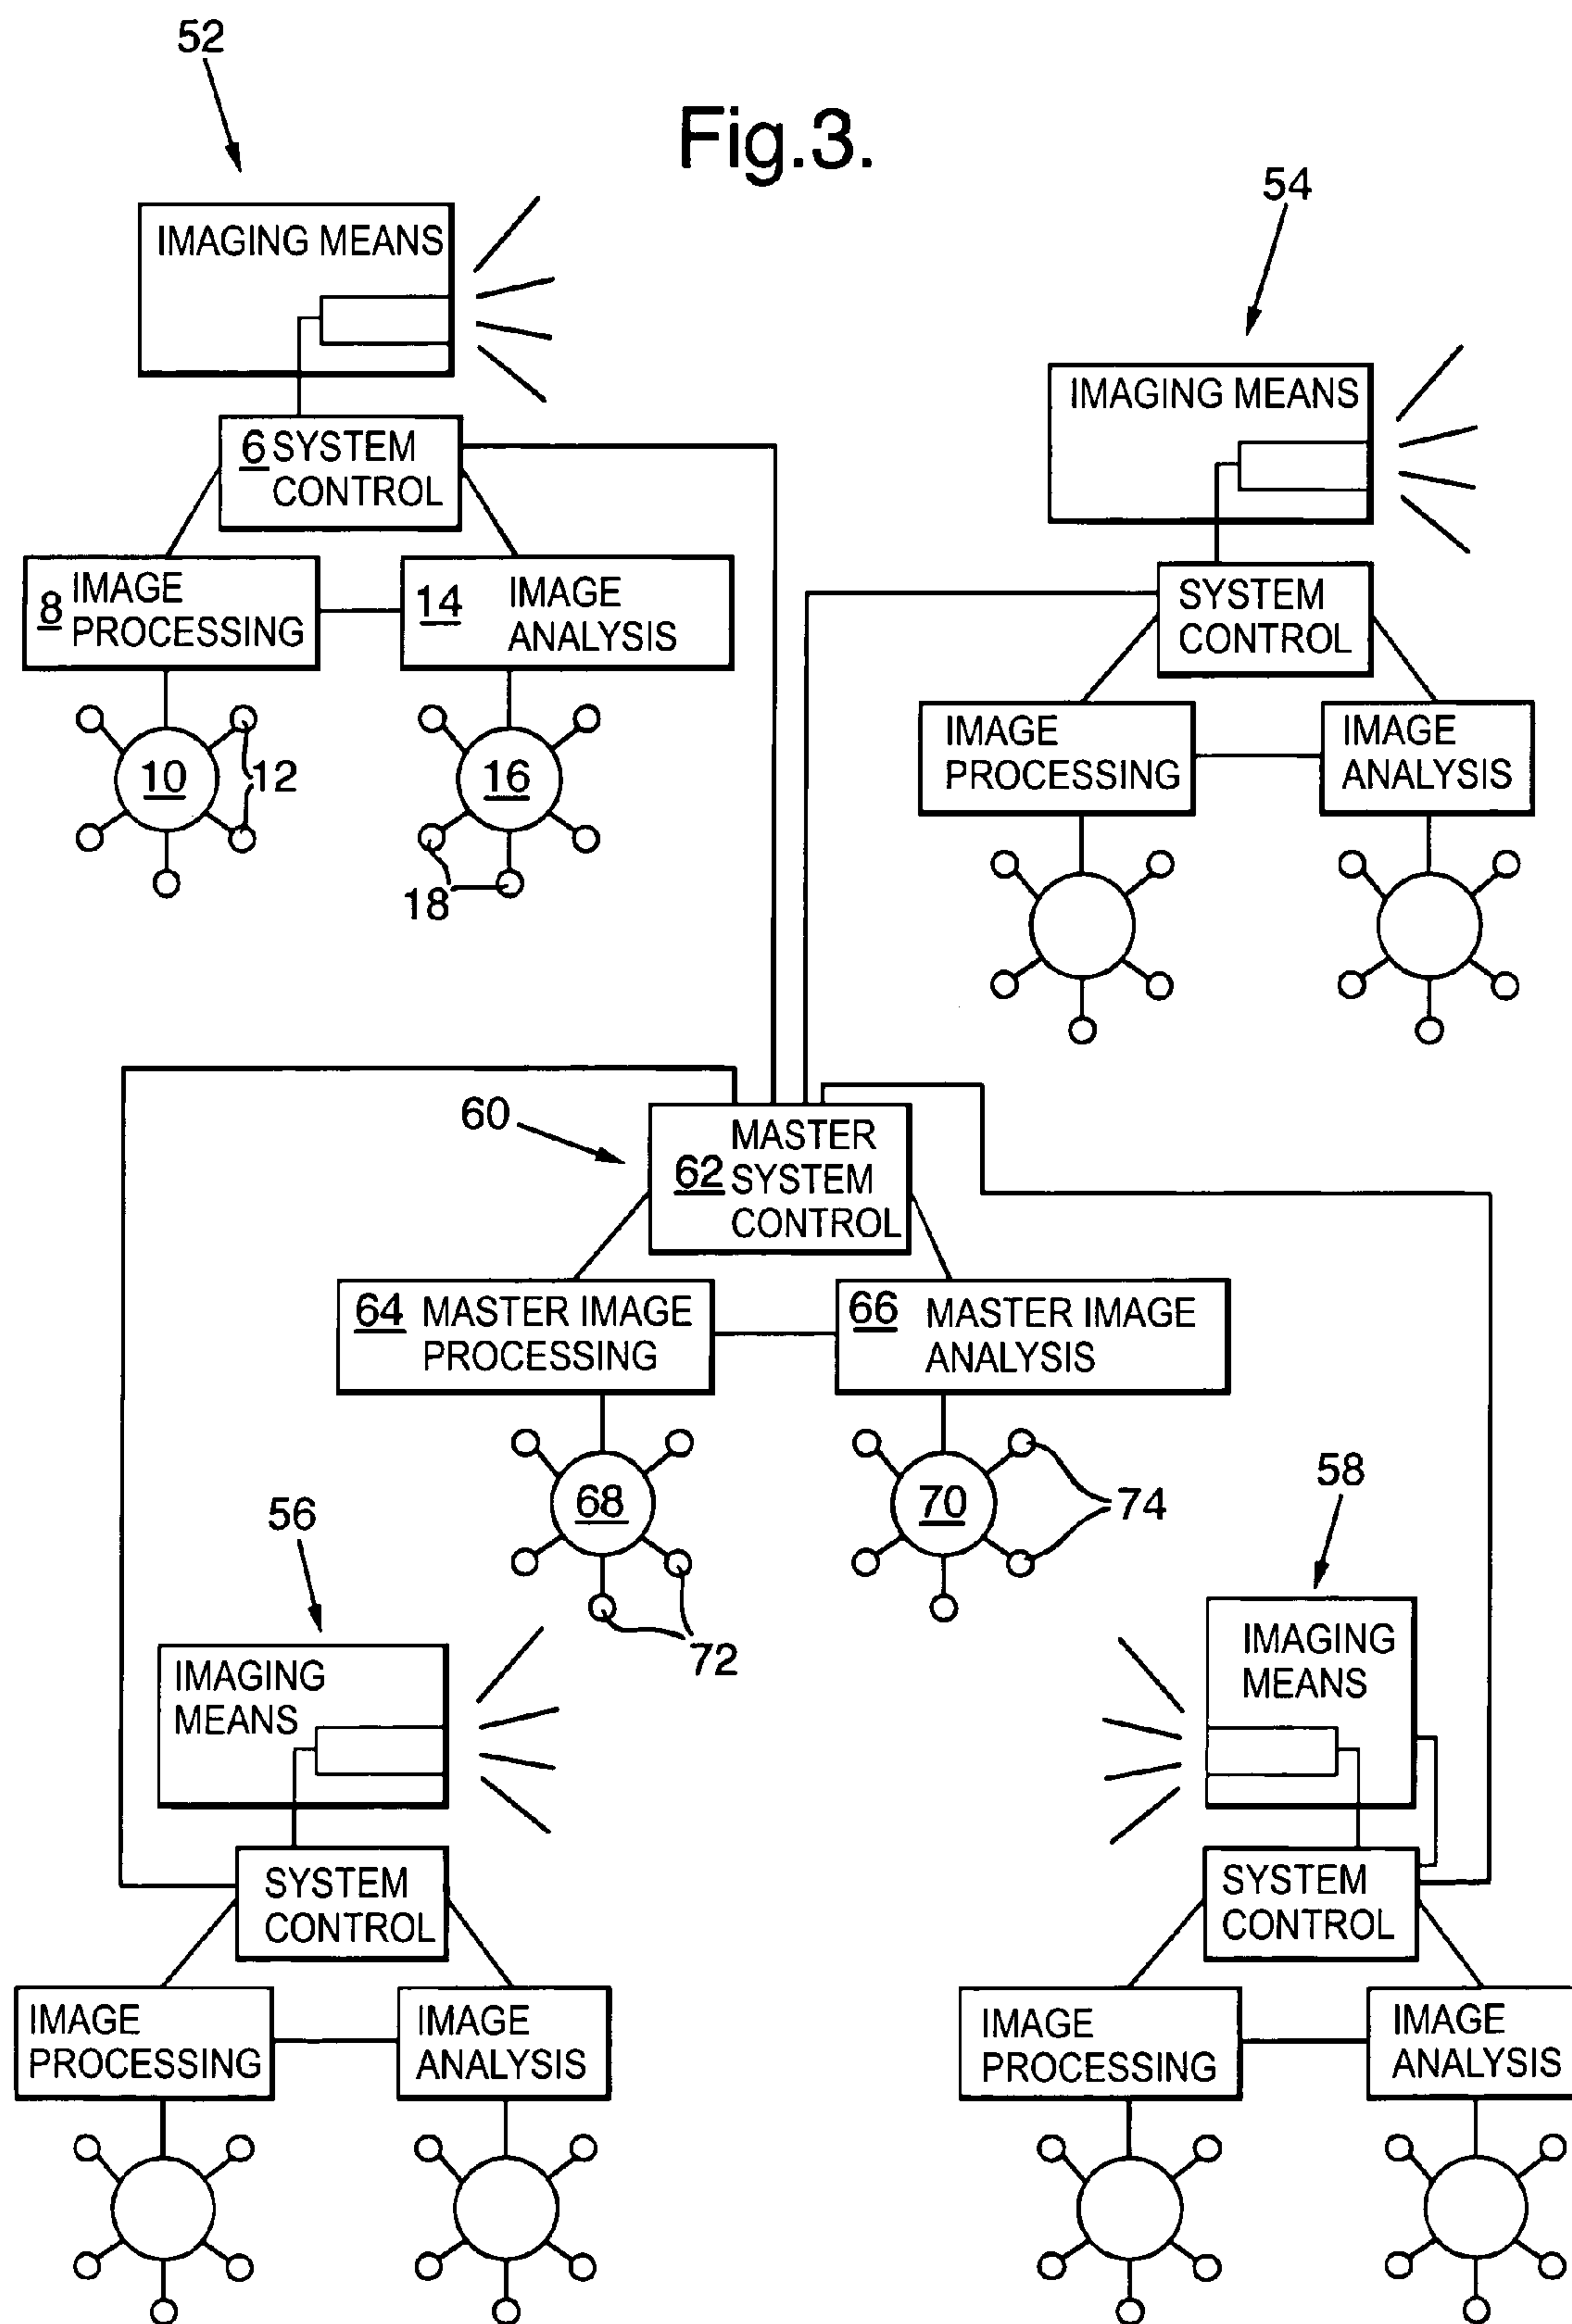 52
Fig.3.
54
IMAGING MEANS
IMAGING MEANS
6 SYSTEM
CONTROL
8 IMAGE
PROCESSING
14 IMAGE
ANALYSIS
SYSTEM
CONTROL
IMAGE
PROCESSING
IMAGE
ANALYSIS
10
12
16
18
60
62 MASTER
SYSTEM
CONTROL
64 MASTER IMAGE
PROCESSING
66 MASTER IMAGE
ANALYSIS
68
70
72
74
56
58
IMAGING
MEANS
IMAGING
MEANS
SYSTEM
CONTROL
SYSTEM
CONTROL
IMAGE
PROCESSING
IMAGE
ANALYSIS
IMAGE
PROCESSING
IMAGE
ANALYSIS